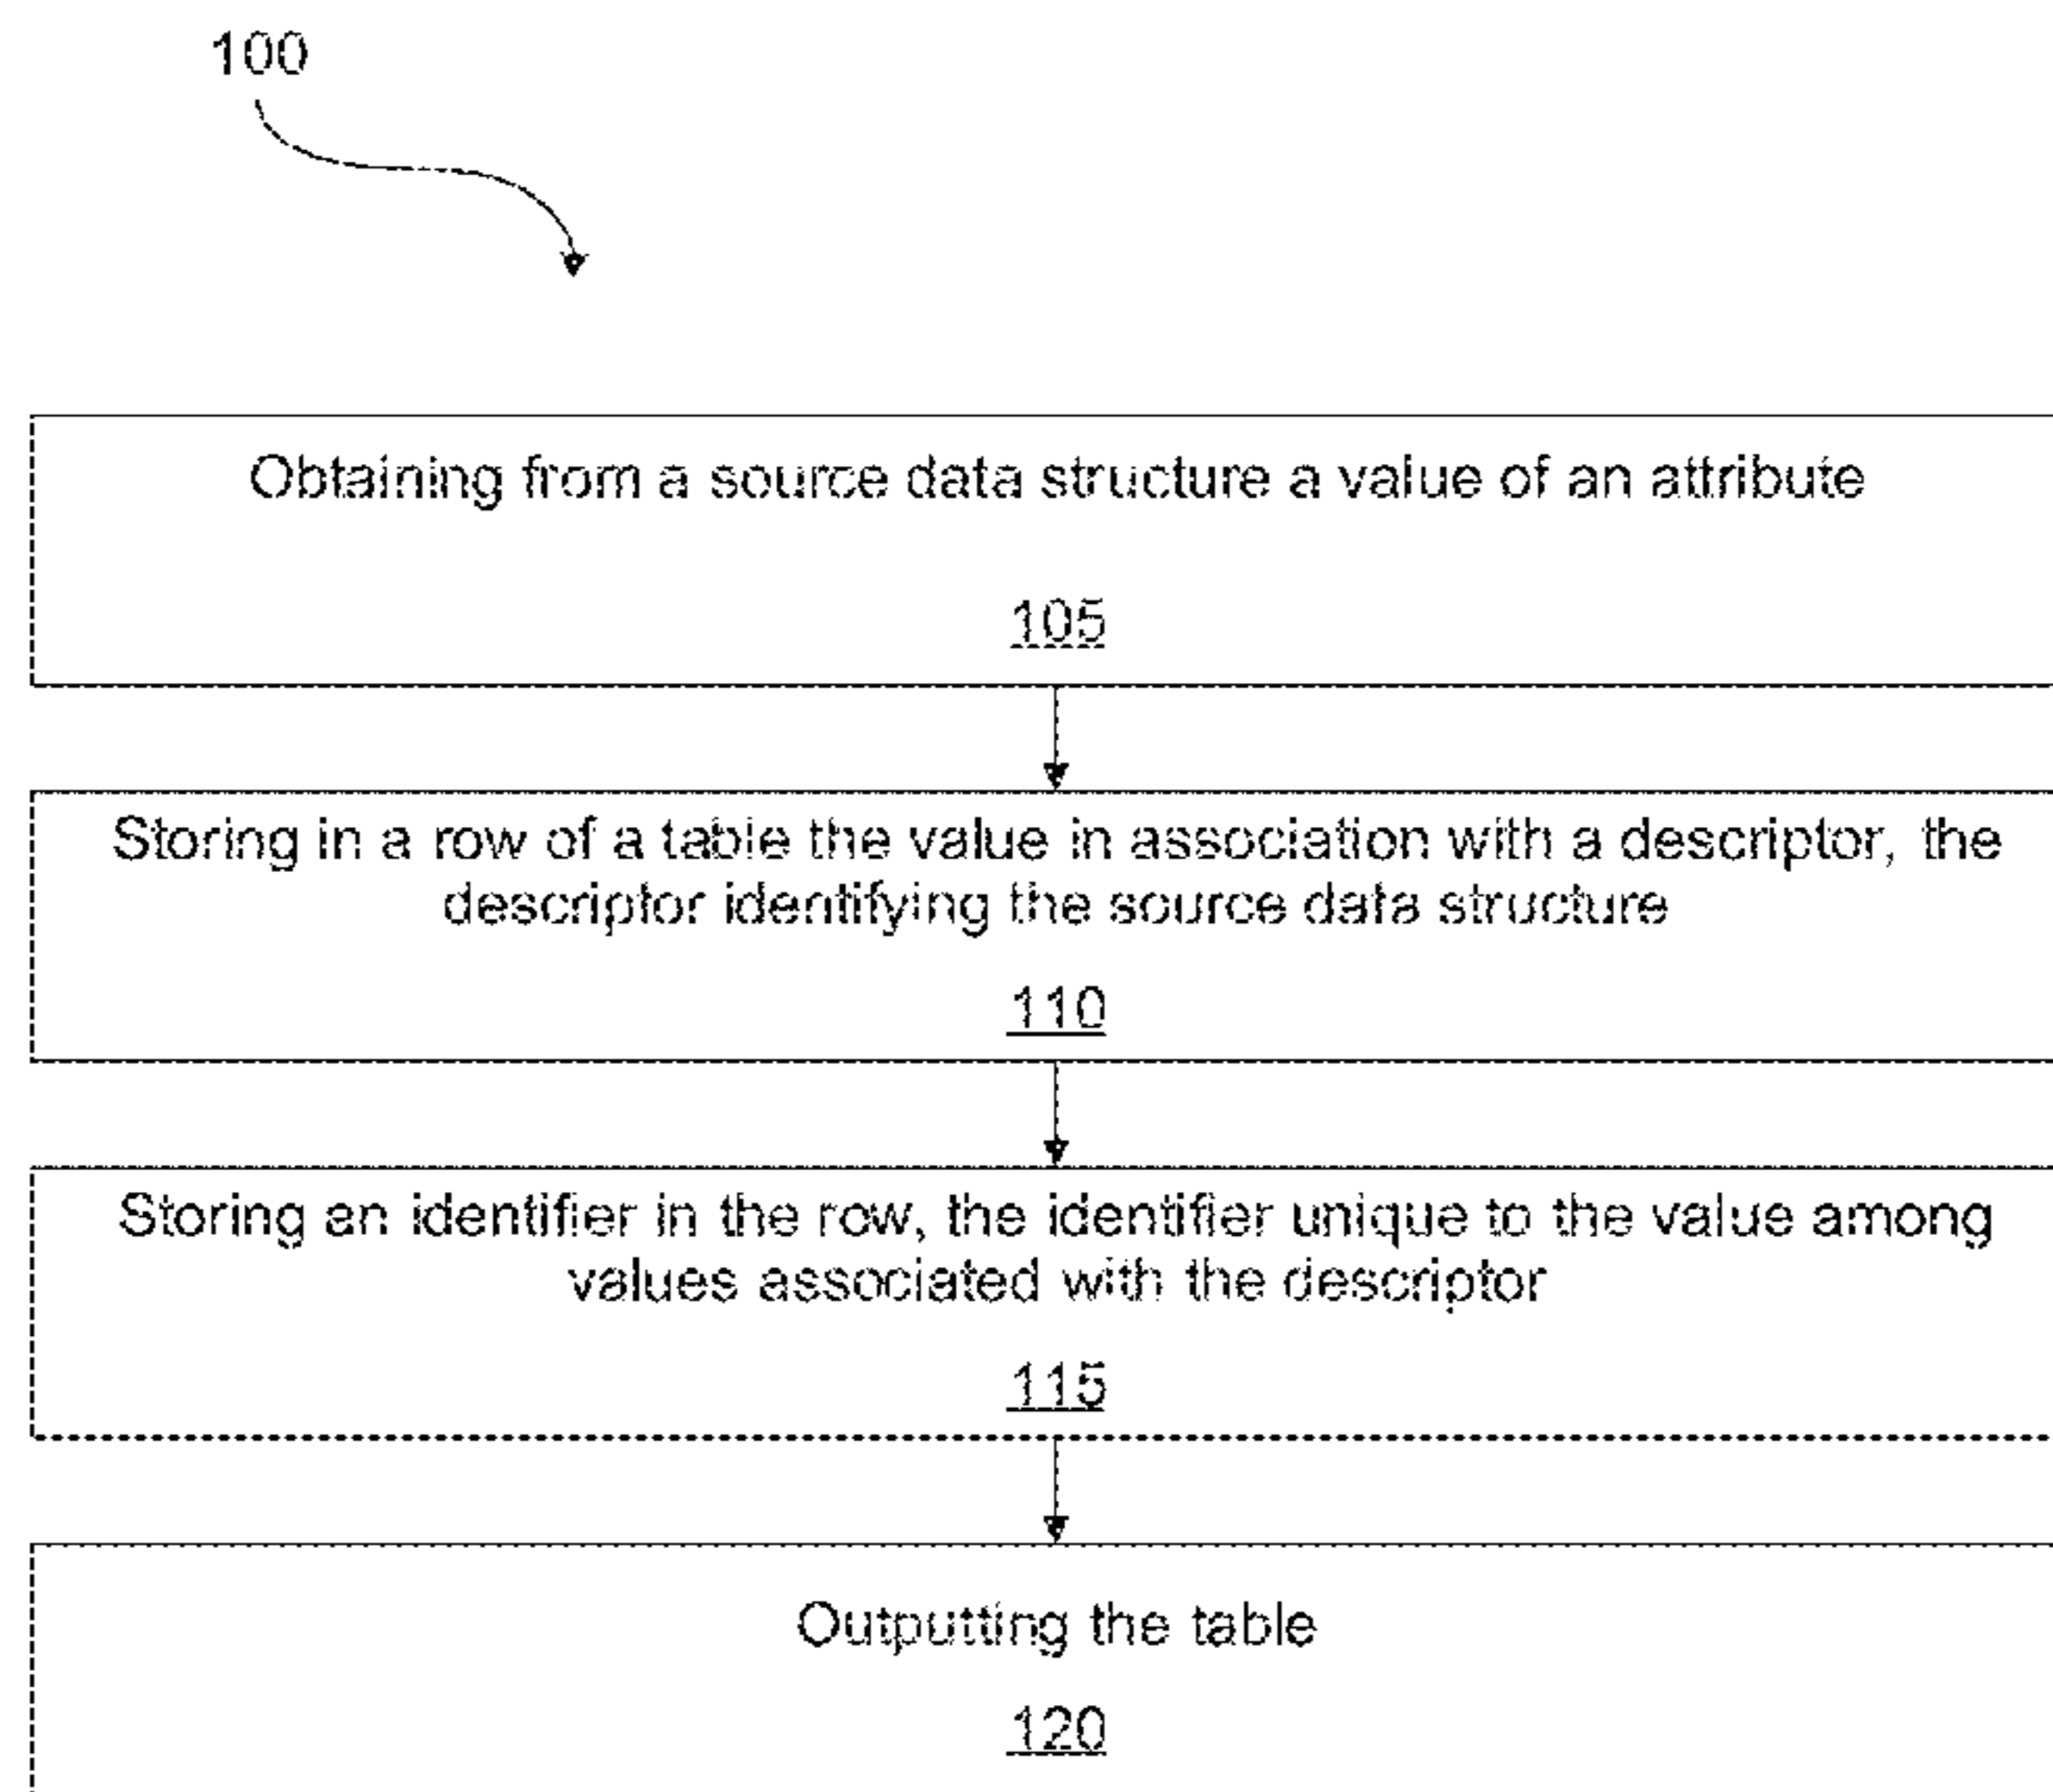 100
Obtaining from a source data structure a value of an attribute
105
Storing in a row of a table the value in association with a descriptor, the
descriptor identifying the source data structure
110
Storing an identifier in the row, the identifier unique to the value among
values associated with the descriptor
115
Outputting the table
120